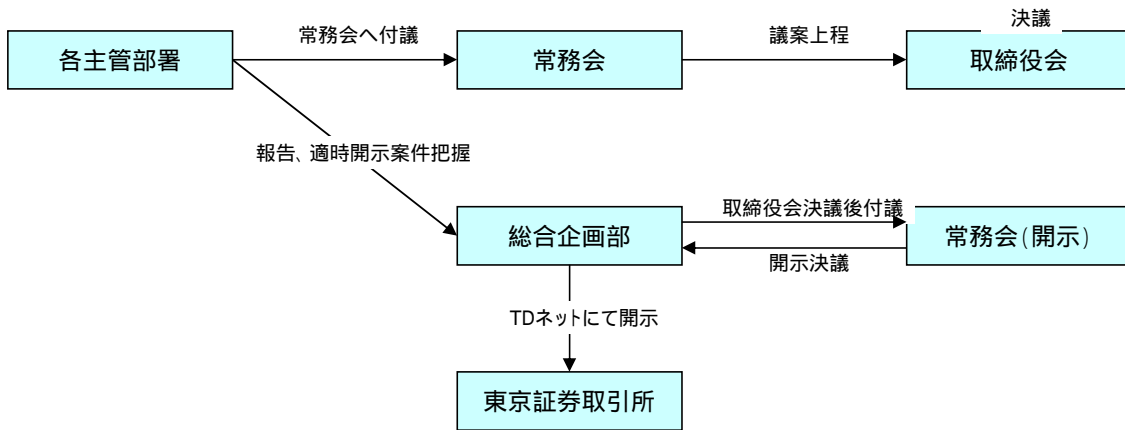 決議
常務会へ付議
議案上程
各主管部署
常務会
取締役会
報告、適時開示案件把握
取締役会決議後付議
総合企画部
常務会(開示)
開示決議
TDネットにて開示
東京証券取引所